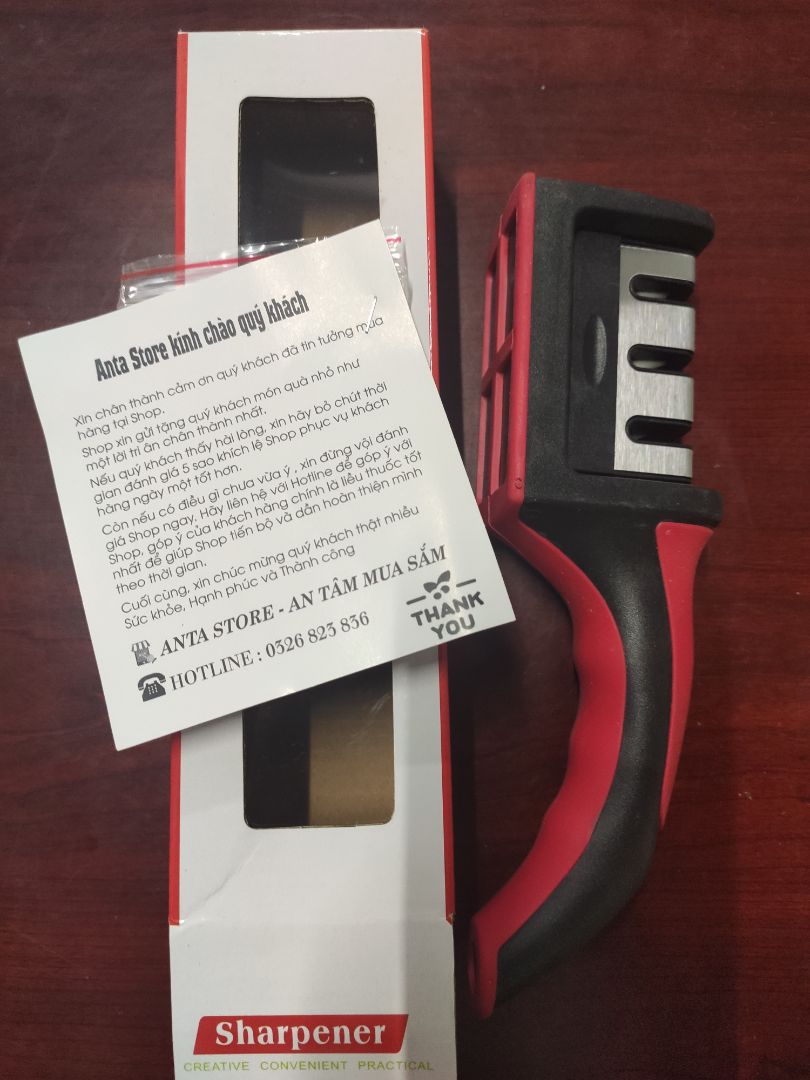 Anta Store kính chào quý khách
Xin chân thành cảm ơn quý khách đã tin tưởng mua
hàng tại Shop.
Shop xin gửi tặng quý khách món quà nhỏ như
một lời tri ân chân thành nhất.
Nếu quý khách thấy hài lòng, xin hãy bỏ chút thời
gian đánh giá 5 sao khích lệ Shop phục vụ khách
hàng ngày một tốt hơn.
Còn nếu có điều gì chưa vừa ý , xin đừng vội đánh
giá Shop ngay. Hãy liên hệ với Hotline để góp ý với
Shop, góp ý của khách hàng chính là liều thuốc tốt
nhất để giúp Shop tiến bộ và dần hoàn thiện mình
theo thời gian.
Cuối cùng, xin chúc mừng quý khách thật nhiều
Sức khỏe, Hạnh phúc và Thành công
ANTA STORE - AN TÂM MUA SẮM
HOTLINE : 0326 823 836
THANK
YOU
Sharpener
CREATIVE CONVENIENT PRACTICAL